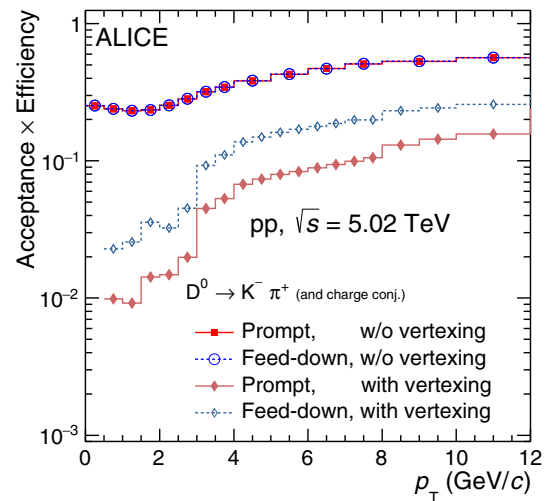 ALICE
Acceptance × Efficiency
1
10⁻¹
10⁻²
10⁻³
pp, √s = 5.02 TeV
D⁰ → K⁻ π⁺ (and charge conj.)
Prompt, w/o vertexing
Feed-down, w/o vertexing
Prompt, with vertexing
Feed-down, with vertexing
0 2 4 6 8 10 12
p_T (GeV/c)